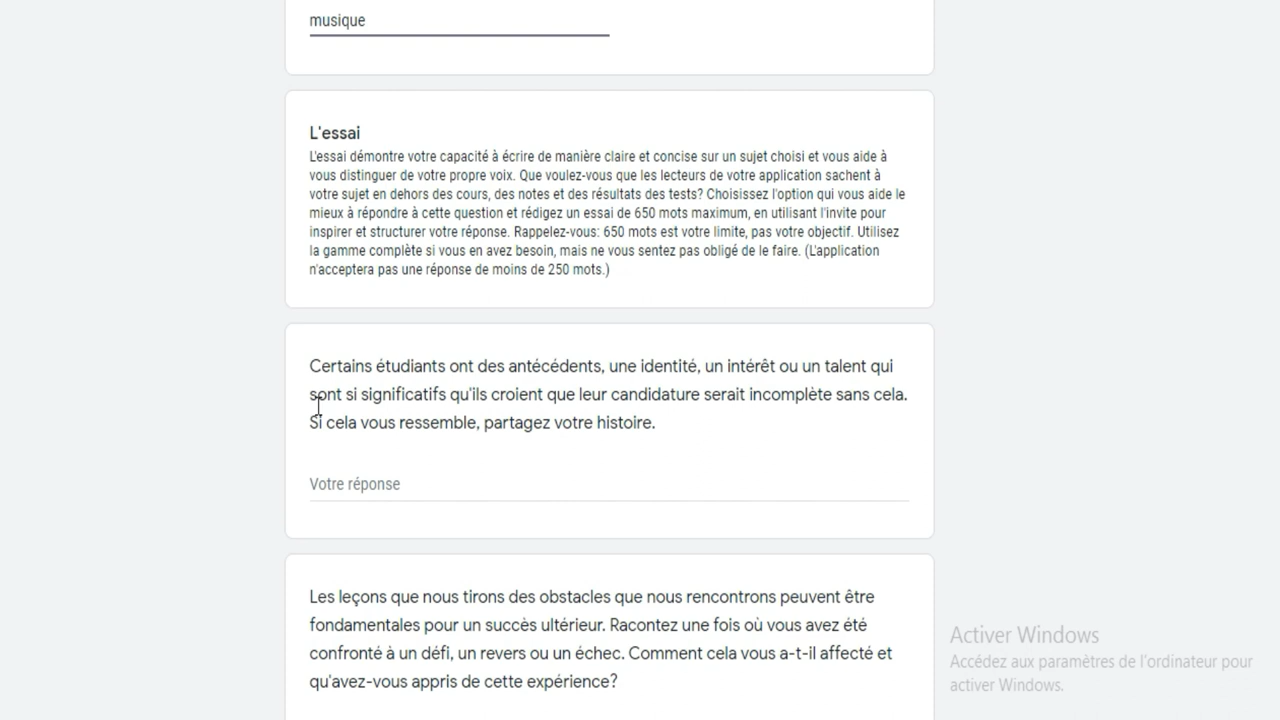 musique
L'essai
L'essai démontre votre capacité à écrire de manière claire et concise sur un sujet choisi et vous aide à
vous distinguer de votre propre voix. Que voulez-vous que les lecteurs de votre application sachent à
votre sujet en dehors des cours, des notes et des résultats des tests? Choisissez l'option qui vous aide le
mieux à répondre à cette question et rédigez un essai de 650 mots maximum, en utilisant l'invite pour
inspirer et structurer votre réponse. Rappelez-vous: 650 mots est votre limite, pas votre objectif. Utilisez
la gamme complète si vous en avez besoin, mais ne vous sentez pas obligé de le faire. (L'application
n'acceptera pas une réponse de moins de 250 mots.)
Certains étudiants ont des antécédents, une identité, un intérêt ou un talent qui
sont si significatifs qu'ils croient que leur candidature serait incomplète sans cela.
Si cela vous ressemble, partagez votre histoire.
Votre réponse
Les leçons que nous tirons des obstacles que nous rencontrons peuvent être
fondamentales pour un succès ultérieur. Racontez une fois où vous avez été
confronté à un défi, un revers ou un échec. Comment cela vous a-t-il affecté et
qu'avez-vous appris de cette expérience?
Activer Windows
Accédez aux paramètres de l'ordinateur pour
activer Windows.